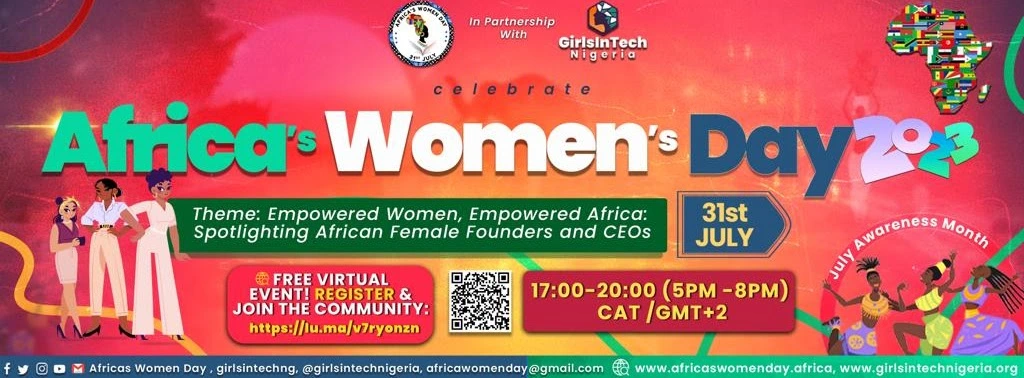 AFRICA'S WOMEN DAY
31ST JULY
In Partnership
With
GirlsInTech
Nigeria
celebrate
Africa's Women's Day 2023
Theme: Empowered Women, Empowered Africa:
Spotlighting African Female Founders and CEOs
31st
JULY
July Awareness Month
FREE VIRTUAL
EVENT! REGISTER &
JOIN THE COMMUNITY:
https://lu.ma/v7ryonzn
17:00-20:00 (5PM -8PM)
CAT /GMT+2
Africas Women Day , girlsintechng, @girlsintechnigeria, africawomenday@gmail.com
www.africaswomenday.africa, www.girlsintechnigeria.org